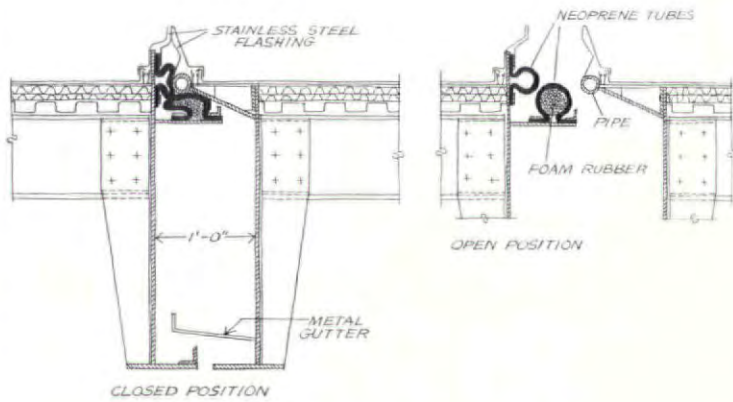 STAINLESS STEEL
FLASHING
1'-0"
METAL
GUTTER
CLOSED POSITION
NEOPRENE TUBES
PIPE
FOAM RUBBER
OPEN POSITION